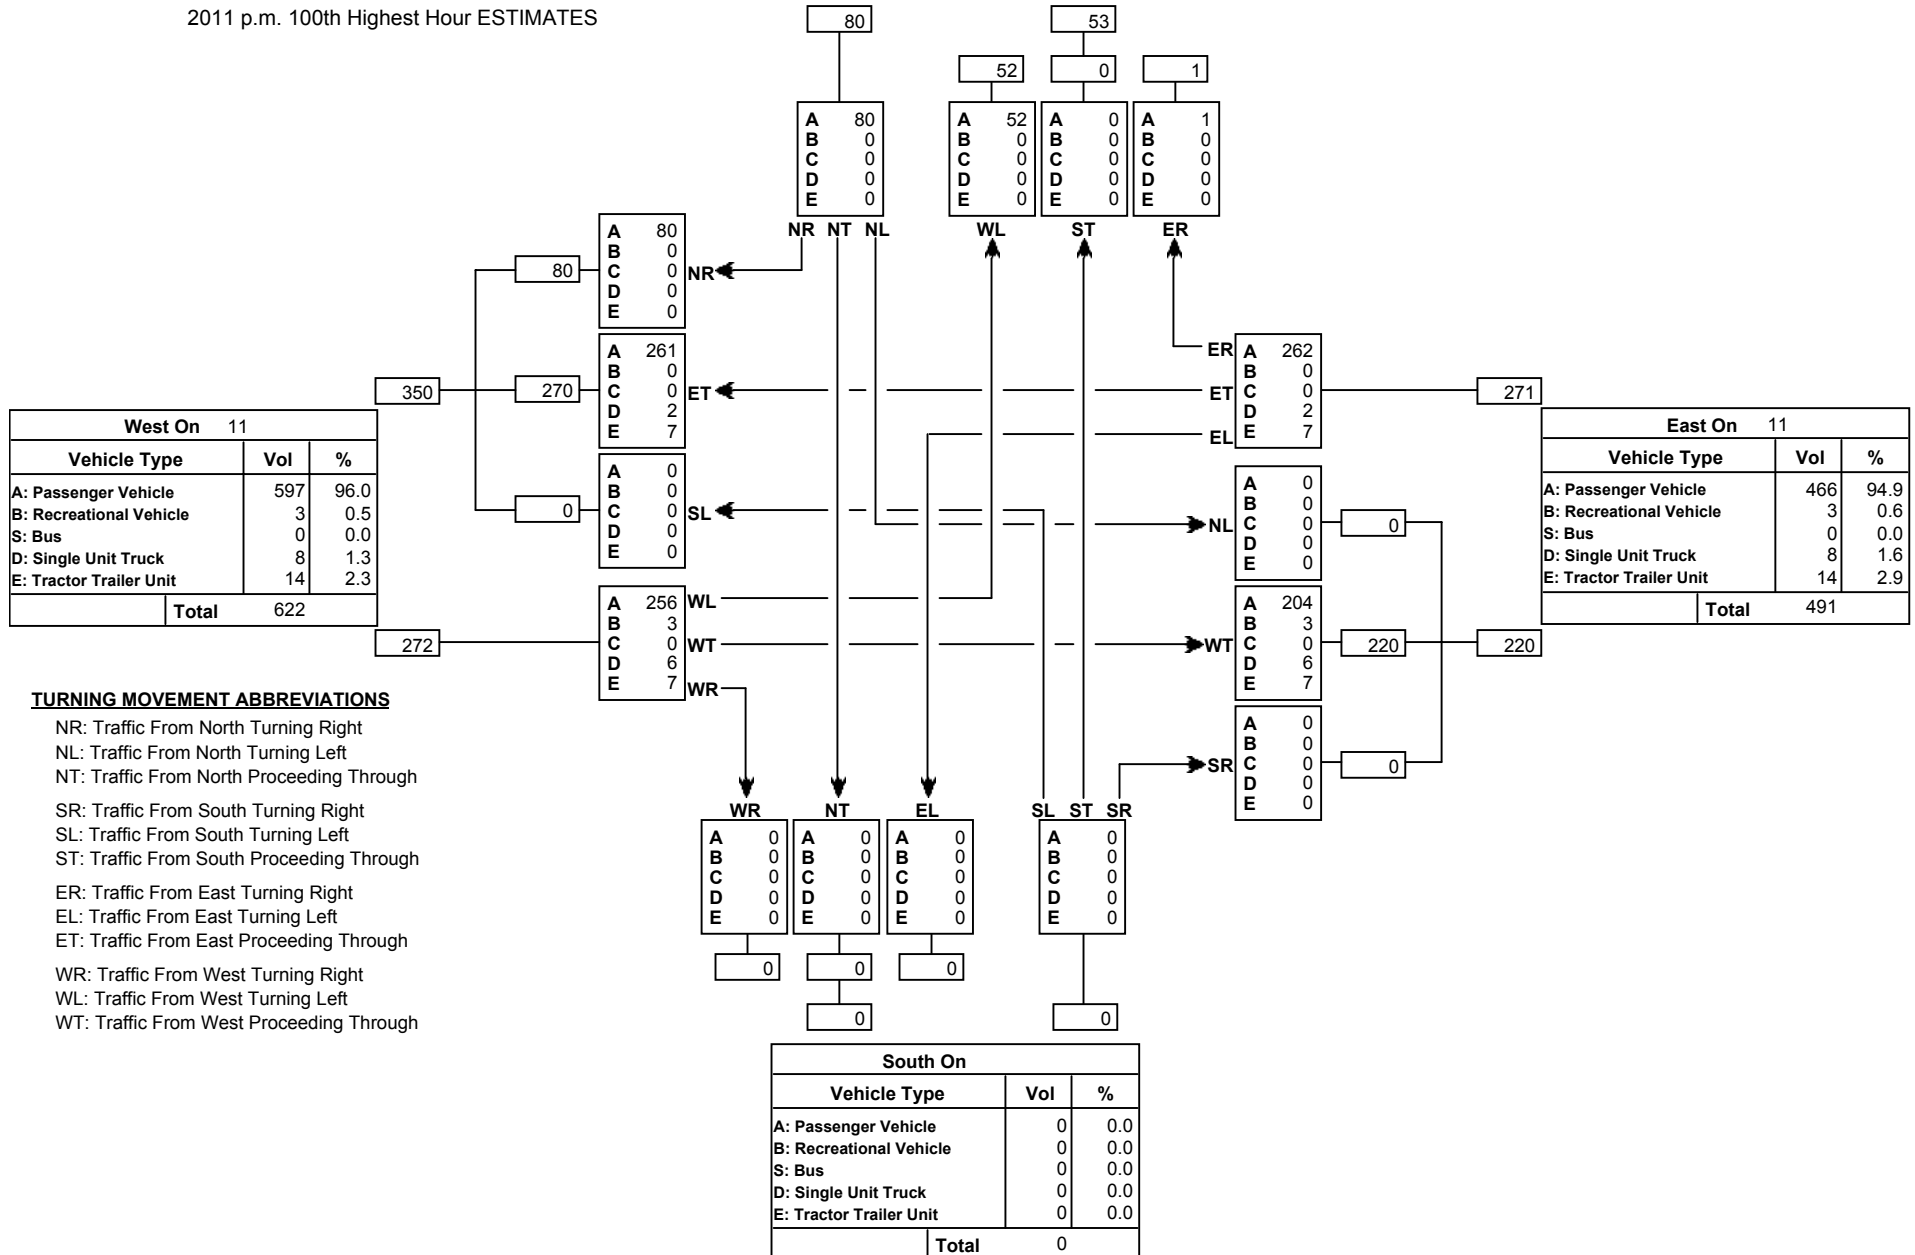 2011 p.m. 100th Highest Hour ESTIMATES
80
53
52
0
1
A 80
B 0
C 0
D 0
E 0
A 52
B 0
C 0
D 0
E 0
A 0
B 0
C 0
D 0
E 0
A 1
B 0
C 0
D 0
E 0
NR NT NL
WL
ST
ER
80
A 80
B 0
C 0
D 0
E 0
NR
350
270
A 261
B 0
C 0
D 2
E 7
ET
0
A 0
B 0
C 0
D 0
E 0
SL
272
A 256
B 3
C 0
D 6
E 7
WL
WT
WR
West On 11
Vehicle Type Vol %
A: Passenger Vehicle 597 96.0
B: Recreational Vehicle 3 0.5
S: Bus 0 0.0
D: Single Unit Truck 8 1.3
E: Tractor Trailer Unit 14 2.3
Total 622
ER
ET
EL
A 262
B 0
C 0
D 2
E 7
271
NL
A 0
B 0
C 0
D 0
E 0
0
WT
A 204
B 3
C 0
D 6
E 7
220
220
SR
A 0
B 0
C 0
D 0
E 0
0
East On 11
Vehicle Type Vol %
A: Passenger Vehicle 466 94.9
B: Recreational Vehicle 3 0.6
S: Bus 0 0.0
D: Single Unit Truck 8 1.6
E: Tractor Trailer Unit 14 2.9
Total 491
TURNING MOVEMENT ABBREVIATIONS
NR: Traffic From North Turning Right
NL: Traffic From North Turning Left
NT: Traffic From North Proceeding Through
SR: Traffic From South Turning Right
SL: Traffic From South Turning Left
ST: Traffic From South Proceeding Through
ER: Traffic From East Turning Right
EL: Traffic From East Turning Left
ET: Traffic From East Proceeding Through
WR: Traffic From West Turning Right
WL: Traffic From West Turning Left
WT: Traffic From West Proceeding Through
WR
NT
EL
SL ST SR
A 0
B 0
C 0
D 0
E 0
A 0
B 0
C 0
D 0
E 0
A 0
B 0
C 0
D 0
E 0
A 0
B 0
C 0
D 0
E 0
0
0
0
0
0
South On
Vehicle Type Vol %
A: Passenger Vehicle 0 0.0
B: Recreational Vehicle 0 0.0
S: Bus 0 0.0
D: Single Unit Truck 0 0.0
E: Tractor Trailer Unit 0 0.0
Total 0